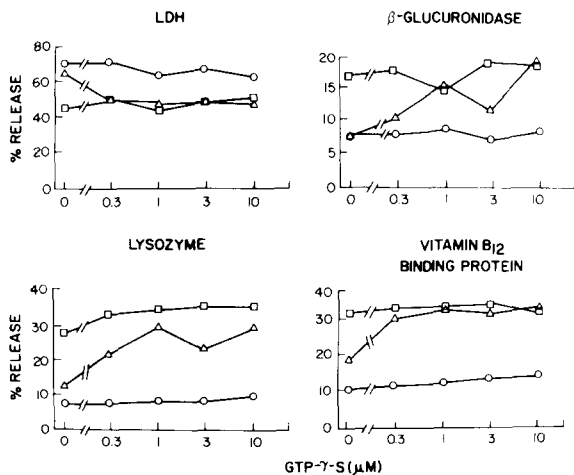 LDH
β-GLUCURONIDASE
% RELEASE
80
60
40
20
0
0 0.3 1 3 10
20
15
10
5
0
0 0.3 1 3 10
LYSOZYME
VITAMIN B12
BINDING PROTEIN
% RELEASE
40
30
20
10
0
0 0.3 1 3 10
40
30
20
10
0
0 0.3 1 3 10
GTP-γ-S (μM)